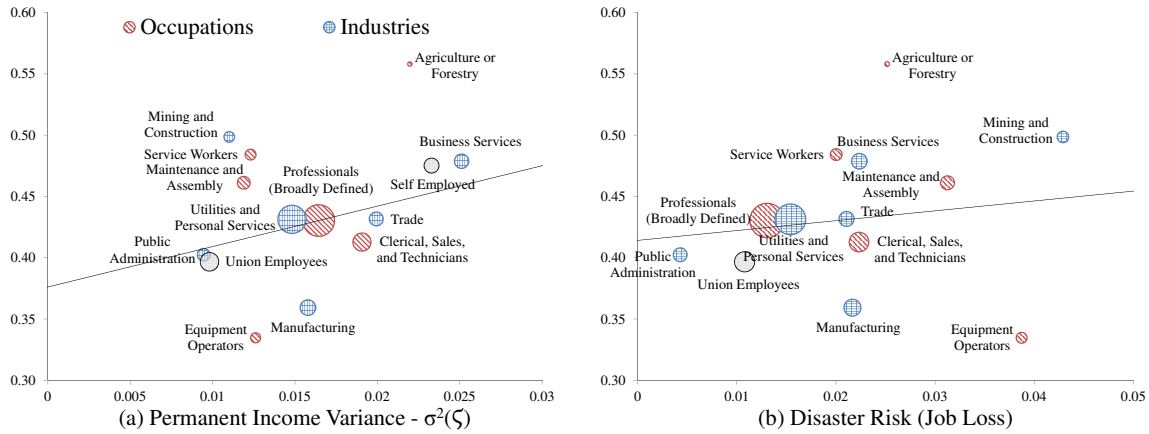 0.60
0.55
0.50
0.45
0.40
0.35
0.30
0
0.005
0.01
0.015
0.02
0.025
0.03
Occupations
Industries
Agriculture or
Forestry
Mining and
Construction
Business Services
Service Workers
Maintenance and
Assembly
Professionals
(Broadly Defined)
Self Employed
Utilities and
Personal Services
Trade
Public
Administration
Union Employees
Clerical, Sales,
and Technicians
Manufacturing
Equipment
Operators
(a) Permanent Income Variance - σ²(ζ)
0.60
0.55
0.50
0.45
0.40
0.35
0.30
0
0.01
0.02
0.03
0.04
0.05
Agriculture or
Forestry
Mining and
Construction
Business Services
Service Workers
Maintenance and
Assembly
Professionals
(Broadly Defined)
Trade
Utilities and
Personal Services
Clerical, Sales,
and Technicians
Public
Administration
Union Employees
Manufacturing
Equipment
Operators
(b) Disaster Risk (Job Loss)